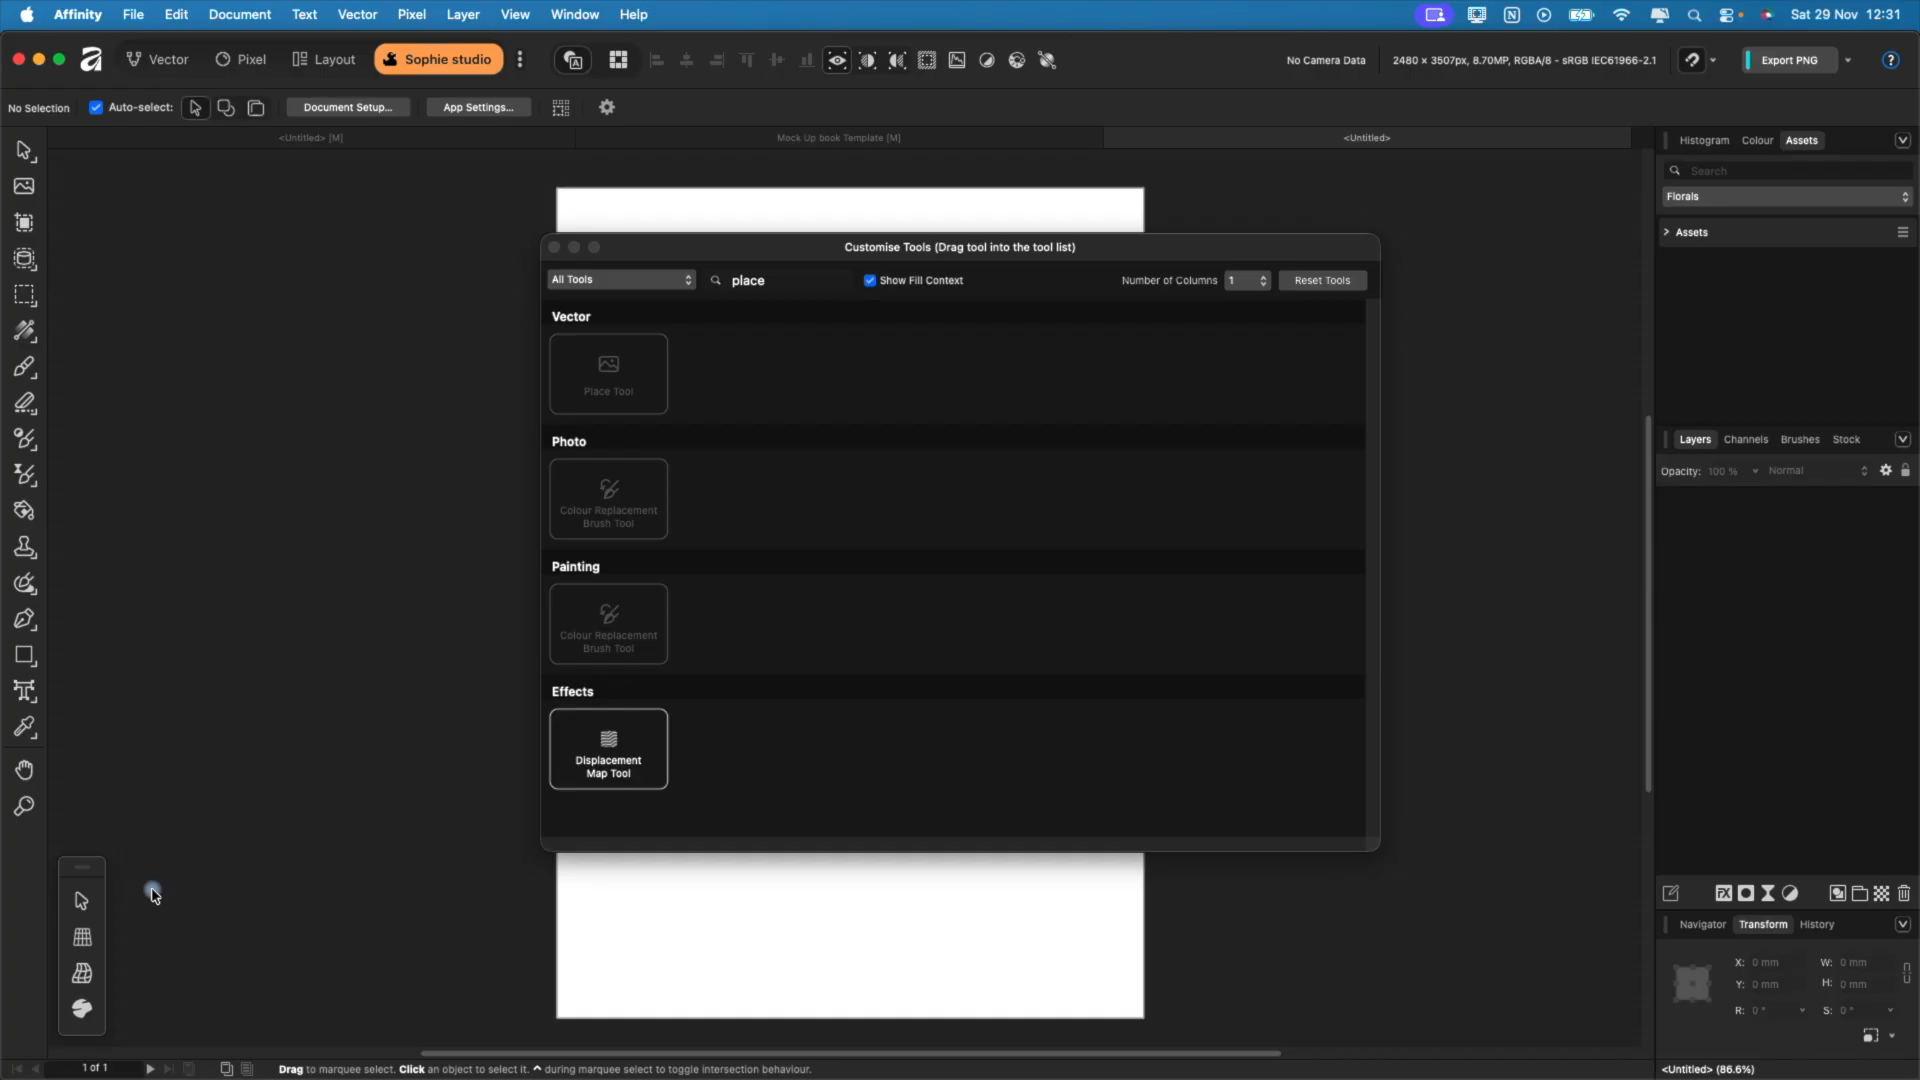 Affinity File Edit Document Text Vector Pixel Layer View Window Help Sat 29 Nov 12:31
Vector Pixel Layout Sophie studio No Camera Data 2480 × 3507px, 8.70MP, RGBA/8 - sRGB IEC61966-2.1 Export PNG
No Selection Auto-select: Document Setup... App Settings...
<Untitled> [M] Mock Up book Template [M] <Untitled>
Histogram Colour Assets
Search
Florals
Assets
Customise Tools (Drag tool into the tool list)
All Tools place Show Fill Context Number of Columns 1 Reset Tools
Vector
Place Tool
Photo
Colour Replacement
Brush Tool
Painting
Colour Replacement
Brush Tool
Effects
Displacement
Map Tool
Layers Channels Brushes Stock
Opacity: 100 % Normal
Navigator Transform History
X: 0 mm W: 0 mm
Y: 0 mm H: 0 mm
R: 0 ° S: 0 °
1 of 1 Drag to marquee select. Click an object to select it. ⌃ during marquee select to toggle intersection behaviour. <Untitled> (86.6%)